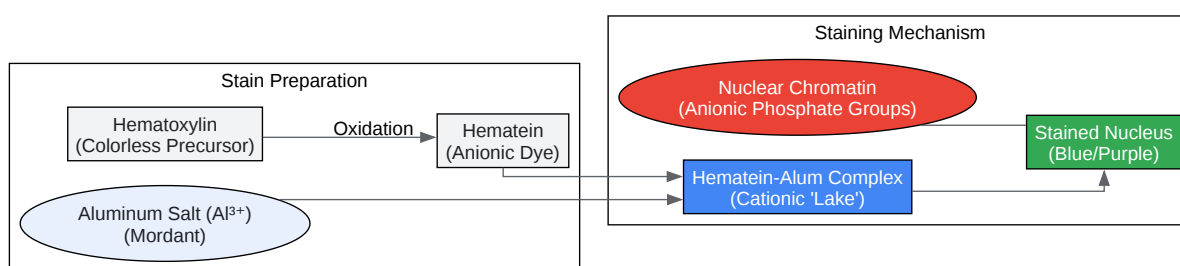 Stain Preparation
Hematoxylin
(Colorless Precursor)
Oxidation
Hematein
(Anionic Dye)
Aluminum Salt (Al³⁺)
(Mordant)
Staining Mechanism
Nuclear Chromatin
(Anionic Phosphate Groups)
Stained Nucleus
(Blue/Purple)
Hematein-Alum Complex
(Cationic 'Lake')